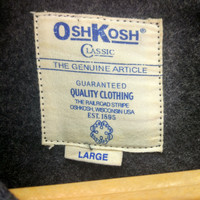 OSHKOSH®
CLASSIC
THE GENUINE ARTICLE
GUARANTEED
QUALITY CLOTHING
THE RAILROAD STRIPE
OSHKOSH, WISCONSIN USA
EST. 1895
LARGE